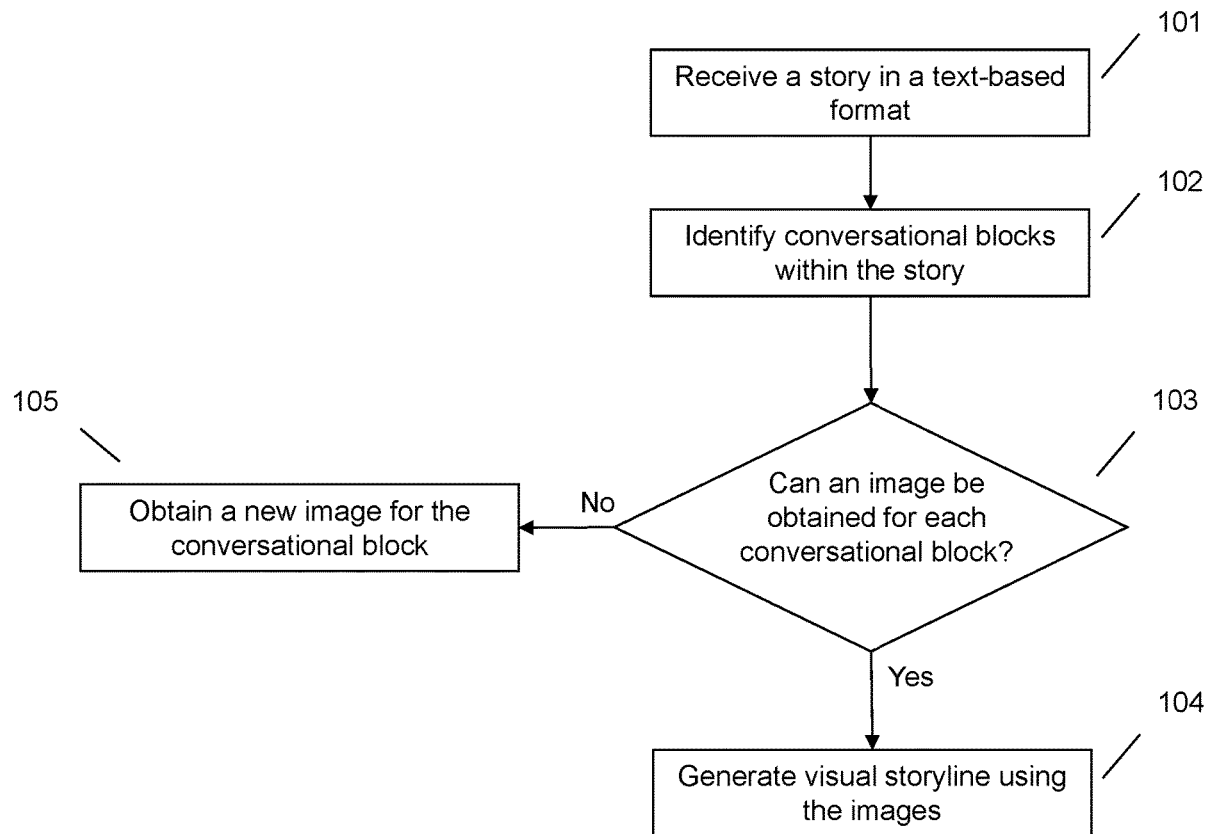 101
Receive a story in a text-based
format
102
Identify conversational blocks
within the story
103
Can an image be
obtained for each
conversational block?
No
105
Obtain a new image for the
conversational block
Yes
104
Generate visual storyline using
the images